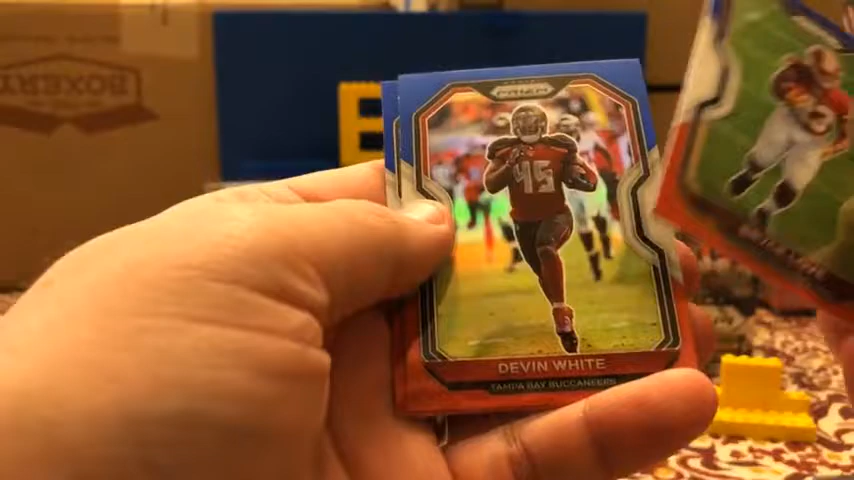 BOXERY
PRIZM
45
DEVIN WHITE
TAMPA BAY BUCCANEERS